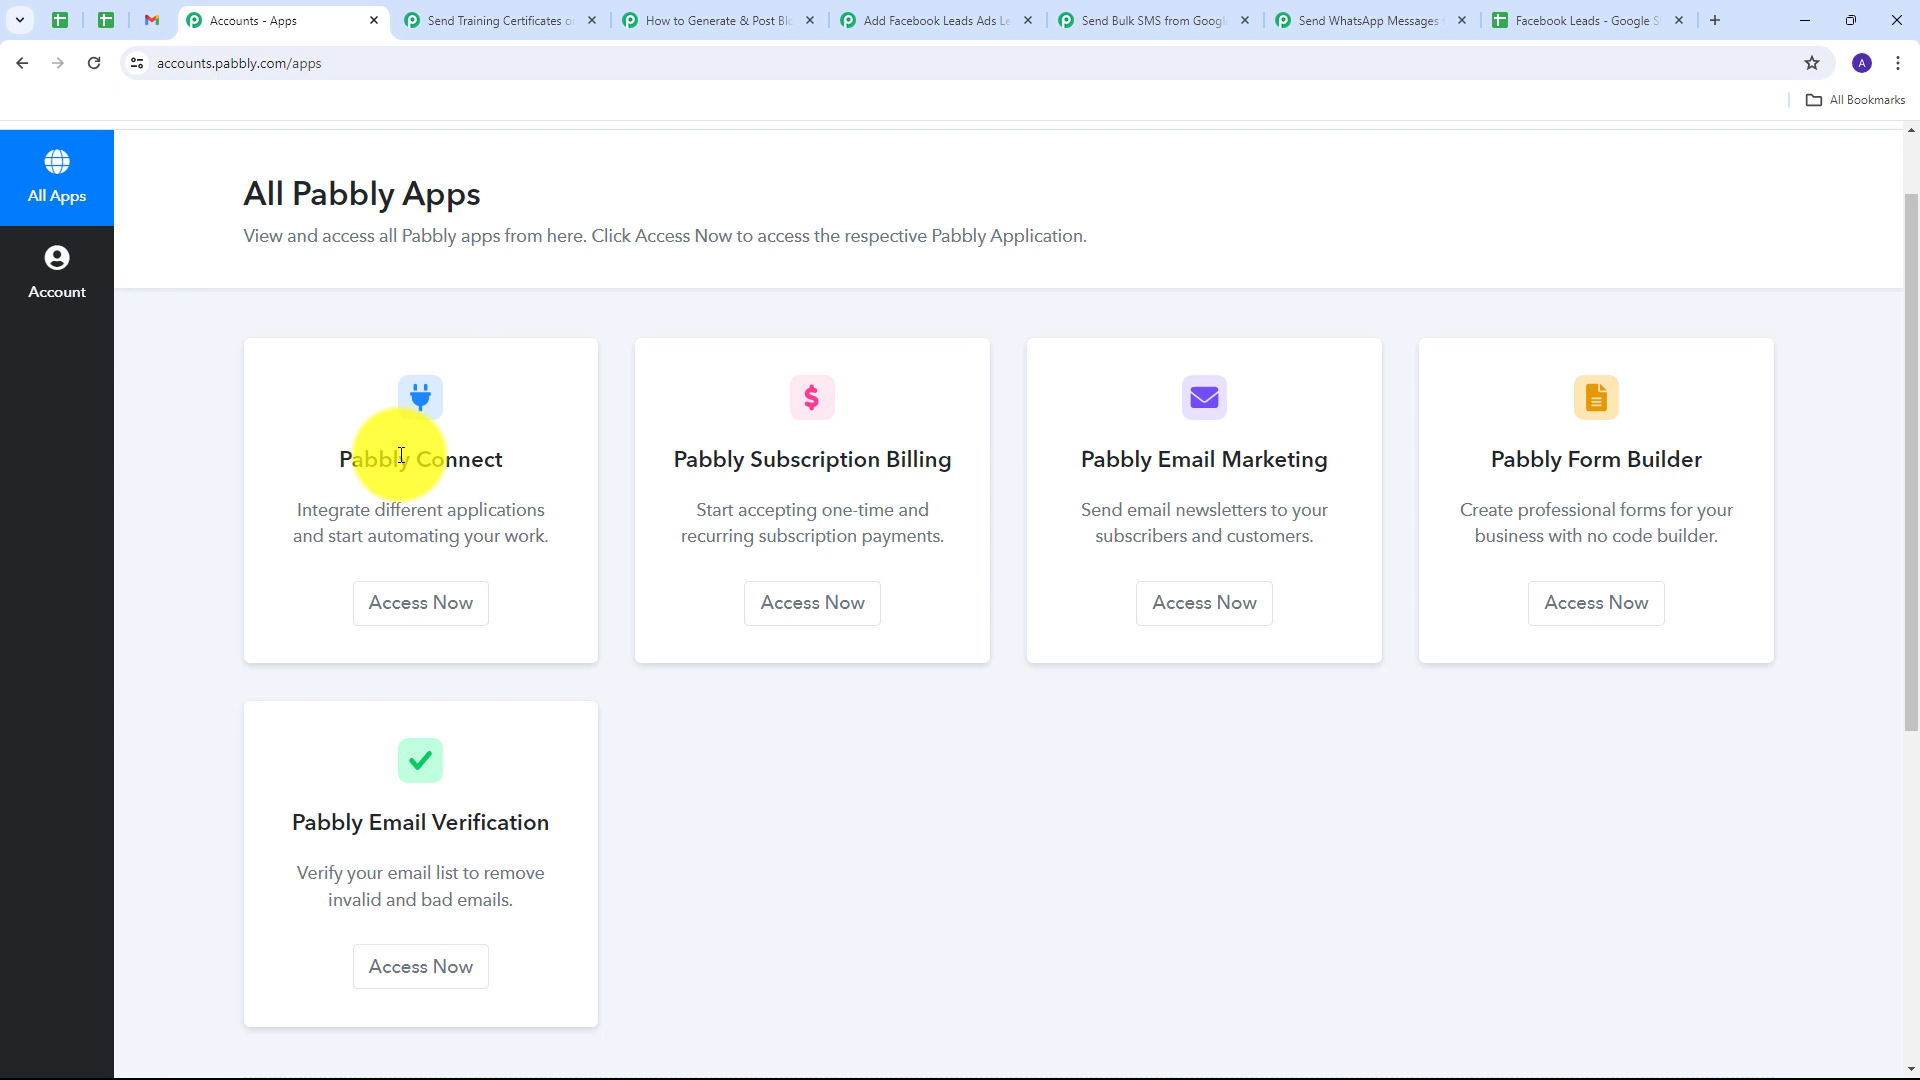 Accounts - Apps
Send Training Certificates o
How to Generate & Post Blo
Add Facebook Leads Ads Le
Send Bulk SMS from Googl
Send WhatsApp Messages
Facebook Leads - Google S
accounts.pabbly.com/apps
A
All Bookmarks
All Apps
Account
All Pabbly Apps
View and access all Pabbly apps from here. Click Access Now to access the respective Pabbly Application.
Pabbly Connect
Integrate different applications
and start automating your work.
Access Now
Pabbly Subscription Billing
Start accepting one-time and
recurring subscription payments.
Access Now
Pabbly Email Marketing
Send email newsletters to your
subscribers and customers.
Access Now
Pabbly Form Builder
Create professional forms for your
business with no code builder.
Access Now
Pabbly Email Verification
Verify your email list to remove
invalid and bad emails.
Access Now